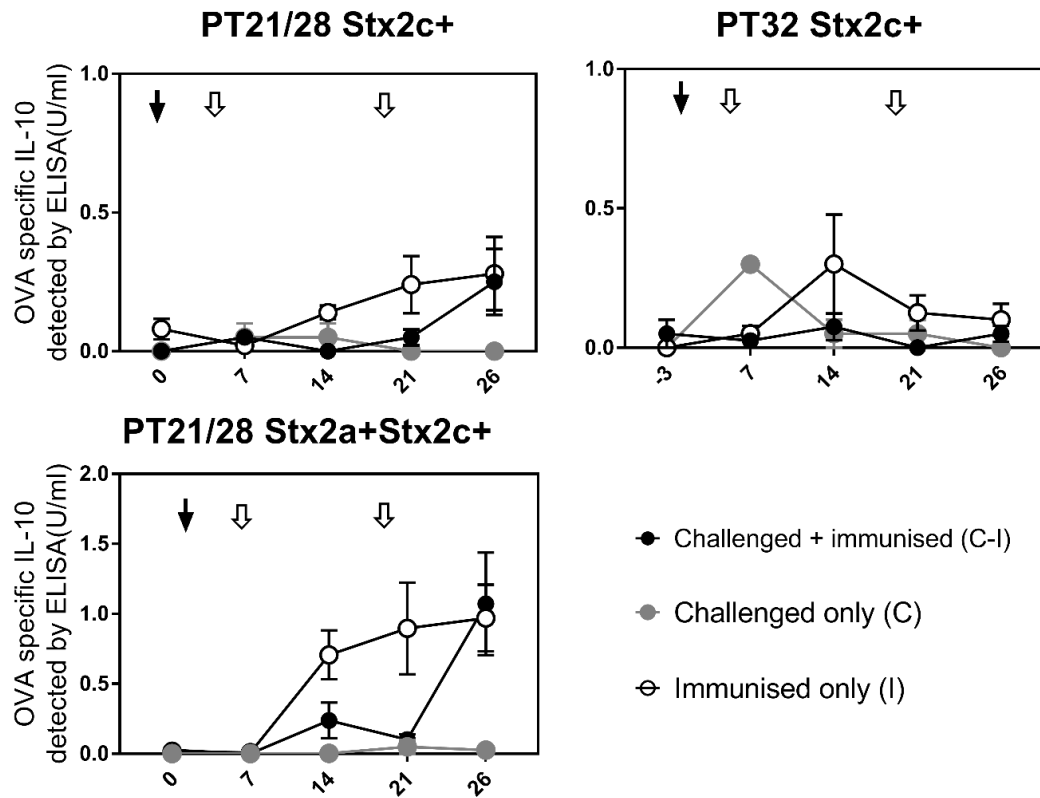 PT21/28 Stx2c+
OVA specific IL-10
detected by ELISA(U/ml)
1.0
0.5
0.0
0
7
14
21
26
PT32 Stx2c+
1.0
0.5
0.0
-3
7
14
21
26
PT21/28 Stx2a+Stx2c+
OVA specific IL-10
detected by ELISA(U/ml)
2.0
1.5
1.0
0.5
0.0
0
7
14
21
26
Challenged + immunised (C-I)
Challenged only (C)
Immunised only (I)